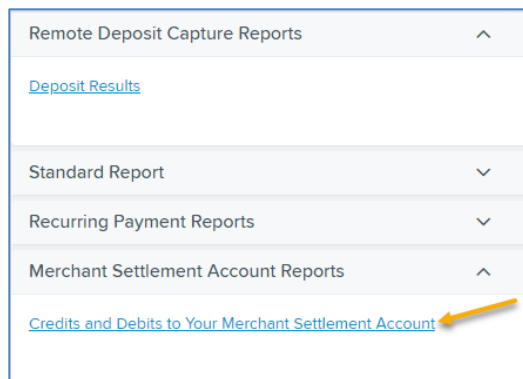 Remote Deposit Capture Reports
Deposit Results
Standard Report
Recurring Payment Reports
Merchant Settlement Account Reports
Credits and Debits to Your Merchant Settlement Account